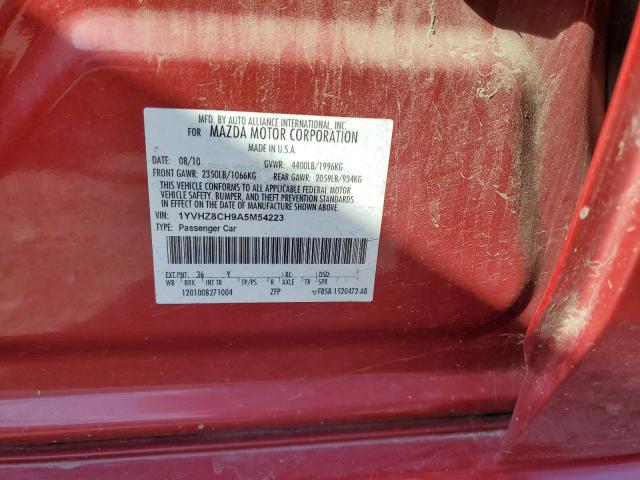 MFD. BY AUTO ALLIANCE INTERNATIONAL, INC.
FOR MAZDA MOTOR CORPORATION
MADE IN U.S.A.
DATE: 08/10 GVWR: 4400LB/1996KG
FRONT GAWR: 2350LB/1066KG REAR GAWR: 2059LB/934KG
THIS VEHICLE CONFORMS TO ALL APPLICABLE FEDERAL MOTOR
VEHICLE SAFETY, BUMPER, AND THEFT PREVENTION STANDARDS
IN EFFECT ON THE DATE OF MANUFACTURE SHOWN ABOVE.
VIN: 1YVHZ8CH9A5M54223
TYPE: Passenger Car
EXT.PNT: 36 Y RC DSO
WB BRK INT TR TP/PS R AXLE TR SPR
1201008271004 ZFP F85B-1520472-AB